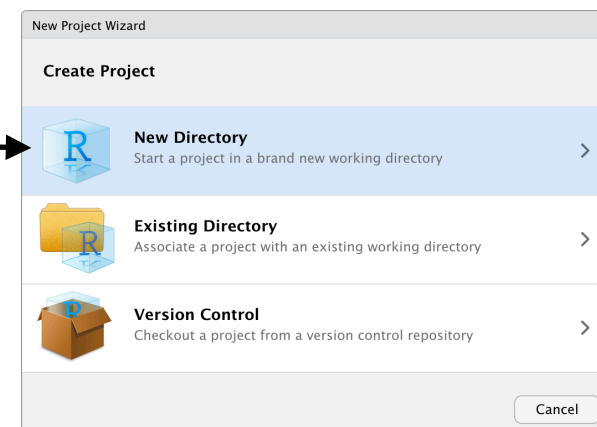 New Project Wizard
Create Project
R
New Directory
Start a project in a brand new working directory
R
Existing Directory
Associate a project with an existing working directory
R
Version Control
Checkout a project from a version control repository
Cancel